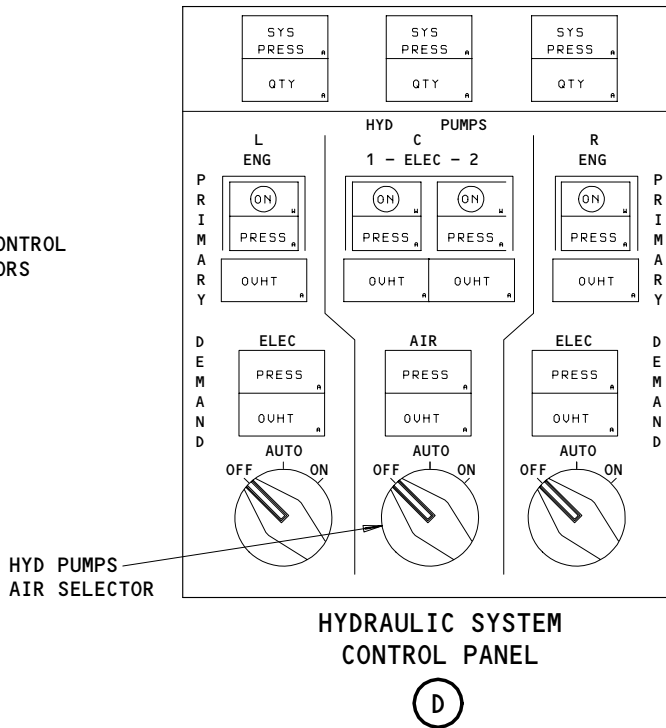 SYS PRESS A
QTY A
SYS PRESS A
QTY A
SYS PRESS A
QTY A
HYD PUMPS
L C R
ENG 1 - ELEC - 2 ENG
PRIMARY
ON W
PRESS A
OVHT A
ON W
PRESS A
OVHT A
ON W
PRESS A
OVHT A
ON W
PRESS A
OVHT A
PRIMARY
ONTROL
ORS
DEMAND
ELEC
PRESS A
OVHT A
AUTO
OFF ON
AIR
PRESS A
OVHT A
AUTO
OFF ON
ELEC
PRESS A
OVHT A
AUTO
OFF ON
DEMAND
HYD PUMPS
AIR SELECTOR
HYDRAULIC SYSTEM
CONTROL PANEL
D